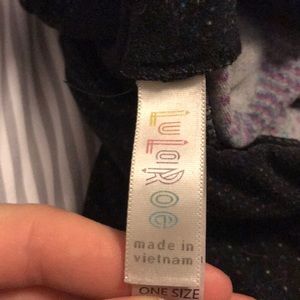 LuLaRoe
made in
vietnam
ONE SIZE